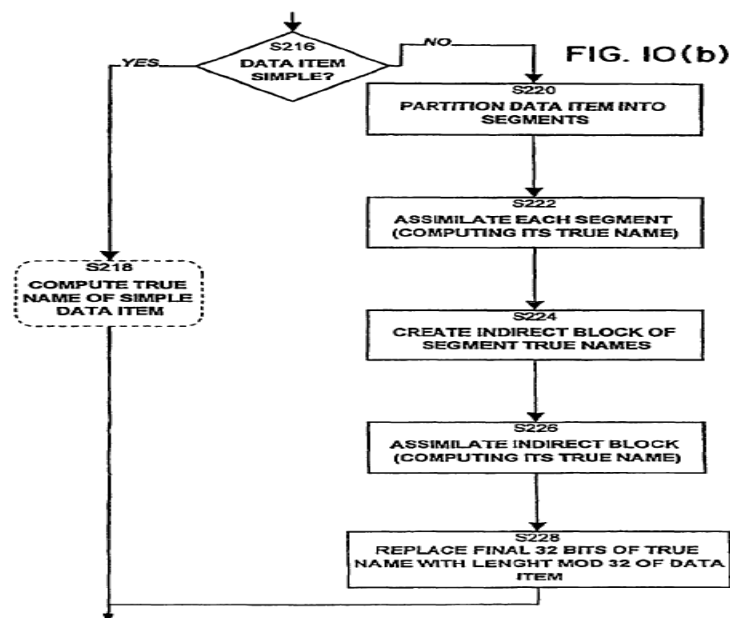 S216
DATA ITEM
SIMPLE?
YES
NO
FIG. 10(b)
S220
PARTITION DATA ITEM INTO
SEGMENTS
S222
ASSIMILATE EACH SEGMENT
(COMPUTING ITS TRUE NAME)
S218
COMPUTE TRUE
NAME OF SIMPLE
DATA ITEM
S224
CREATE INDIRECT BLOCK OF
SEGMENT TRUE NAMES
S226
ASSIMILATE INDIRECT BLOCK
(COMPUTING ITS TRUE NAME)
S228
REPLACE FINAL 32 BITS OF TRUE
NAME WITH LENGHT MOD 32 OF DATA
ITEM